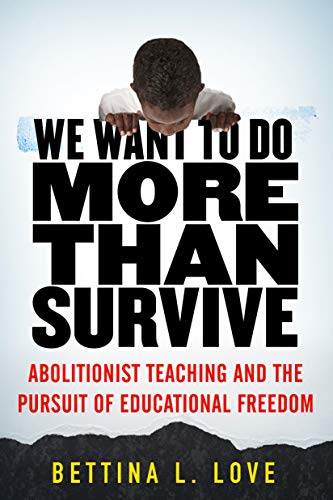 WE WANT TO DO
MORE
THAN
SURVIVE
ABOLITIONIST TEACHING AND THE
PURSUIT OF EDUCATIONAL FREEDOM
BETTINA L. LOVE